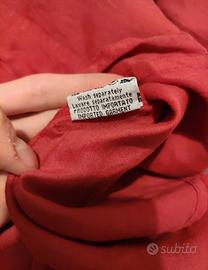 Wash separately
Lavare separatamente
PRODOTTO IMPORTATO
IMPORTED GARMENT
subito